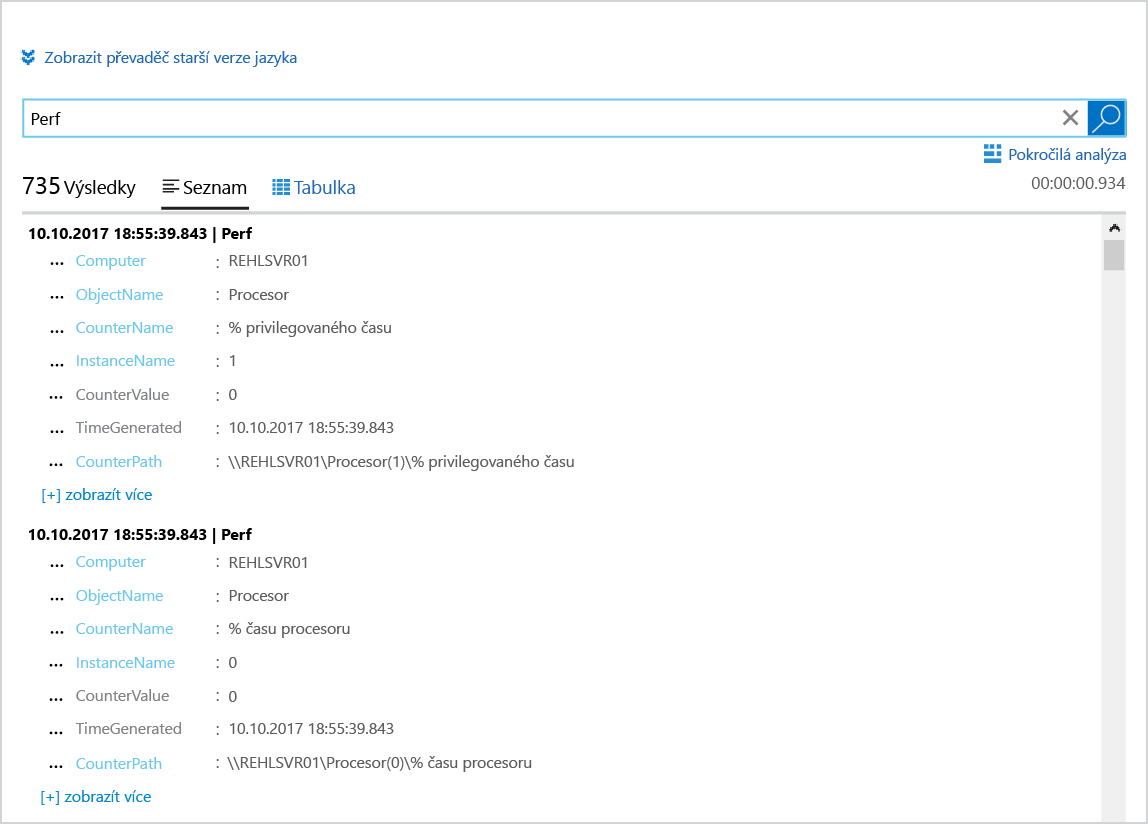 Zobrazit převaděč starší verze jazyka
Perf
Pokročilá analýza
735 Výsledky Seznam Tabulka 00:00:00.934
10.10.2017 18:55:39.843 | Perf
... Computer : REHLSVR01
... ObjectName : Procesor
... CounterName : % privilegovaného času
... InstanceName : 1
... CounterValue : 0
... TimeGenerated : 10.10.2017 18:55:39.843
... CounterPath : \\REHLSVR01\Procesor(1)\% privilegovaného času
[+] zobrazít více
10.10.2017 18:55:39.843 | Perf
... Computer : REHLSVR01
... ObjectName : Procesor
... CounterName : % času procesoru
... InstanceName : 0
... CounterValue : 0
... TimeGenerated : 10.10.2017 18:55:39.843
... CounterPath : \\REHLSVR01\Procesor(0)\% času procesoru
[+] zobrazít více